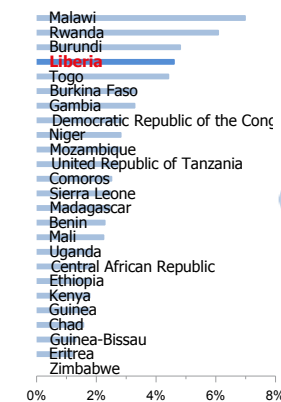 Malawi
Rwanda
Burundi
Liberia
Togo
Burkina Faso
Gambia
Democratic Republic of the Cong
Niger
Mozambique
United Republic of Tanzania
Comoros
Sierra Leone
Madagascar
Benin
Mali
Uganda
Central African Republic
Ethiopia
Kenya
Guinea
Chad
Guinea-Bissau
Eritrea
Zimbabwe
0% 2% 4% 6% 8%